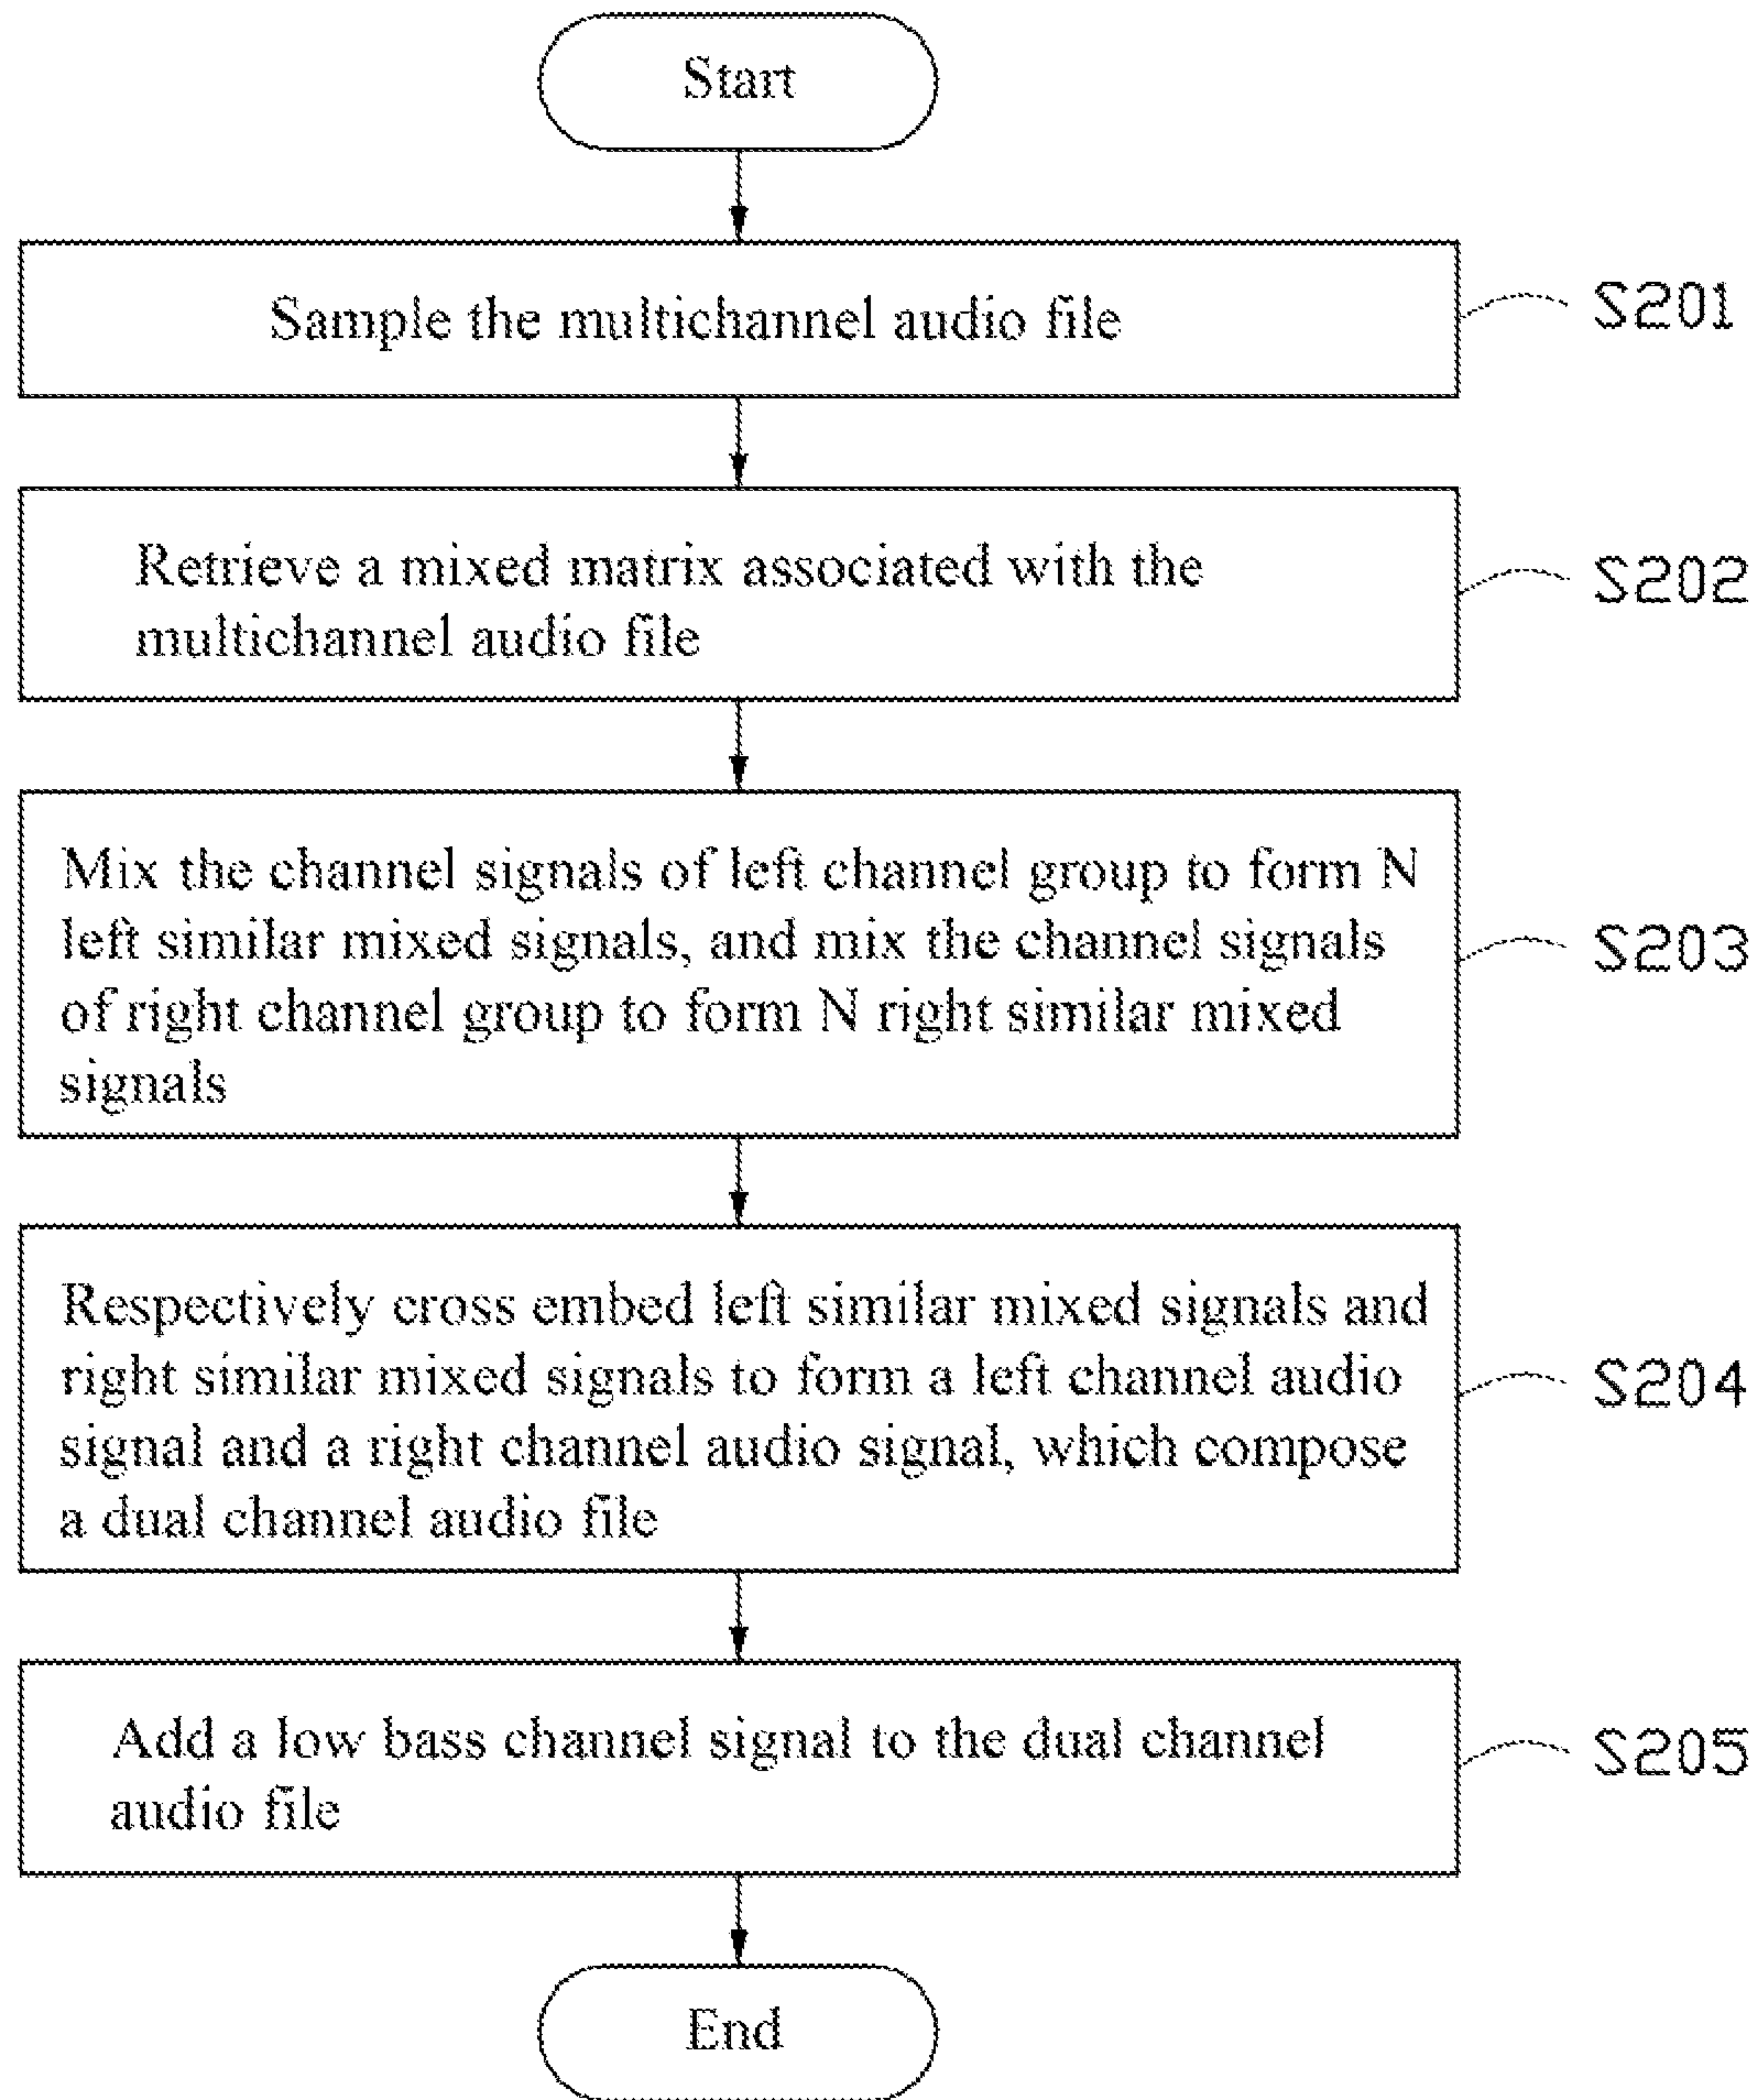 Start
Sample the multichannel audio file
S201
Retrieve a mixed matrix associated with the
multichannel audio file
S202
Mix the channel signals of left channel group to form N
left similar mixed signals, and mix the channel signals
of right channel group to form N right similar mixed
signals
S203
Respectively cross embed left similar mixed signals and
right similar mixed signals to form a left channel audio
signal and a right channel audio signal, which compose
a dual channel audio file
S204
Add a low bass channel signal to the dual channel
audio file
S205
End